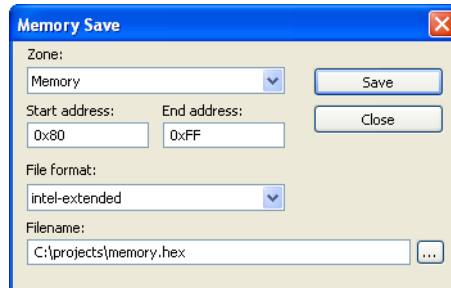 Memory Save
Zone:
Memory
Save
Start address:
End address:
Close
0x80
0xFF
File format:
intel-extended
Filename:
C:\projects\memory.hex
...